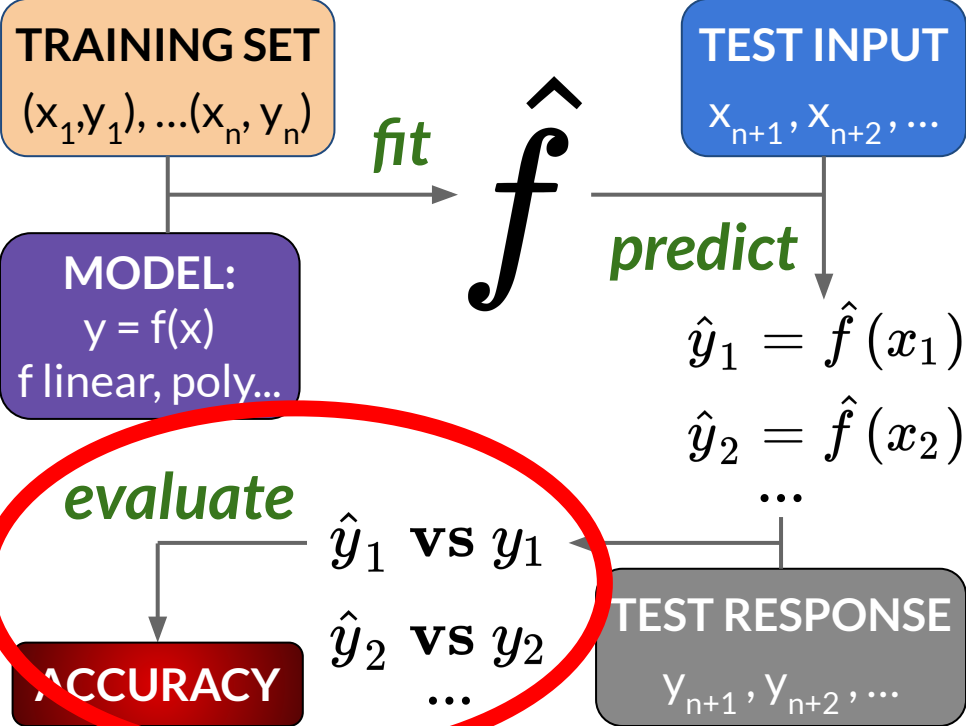 TRAINING SET
(x₁,y₁), ...(xₙ, yₙ)
fit
f̂
TEST INPUT
xₙ₊₁ , xₙ₊₂ , ...
MODEL:
y = f(x)
f linear, poly...
predict
ŷ₁ = f̂ (x₁)
ŷ₂ = f̂ (x₂)
...
evaluate
ŷ₁ vs y₁
ŷ₂ vs y₂
...
ACCURACY
TEST RESPONSE
yₙ₊₁ , yₙ₊₂ , ...